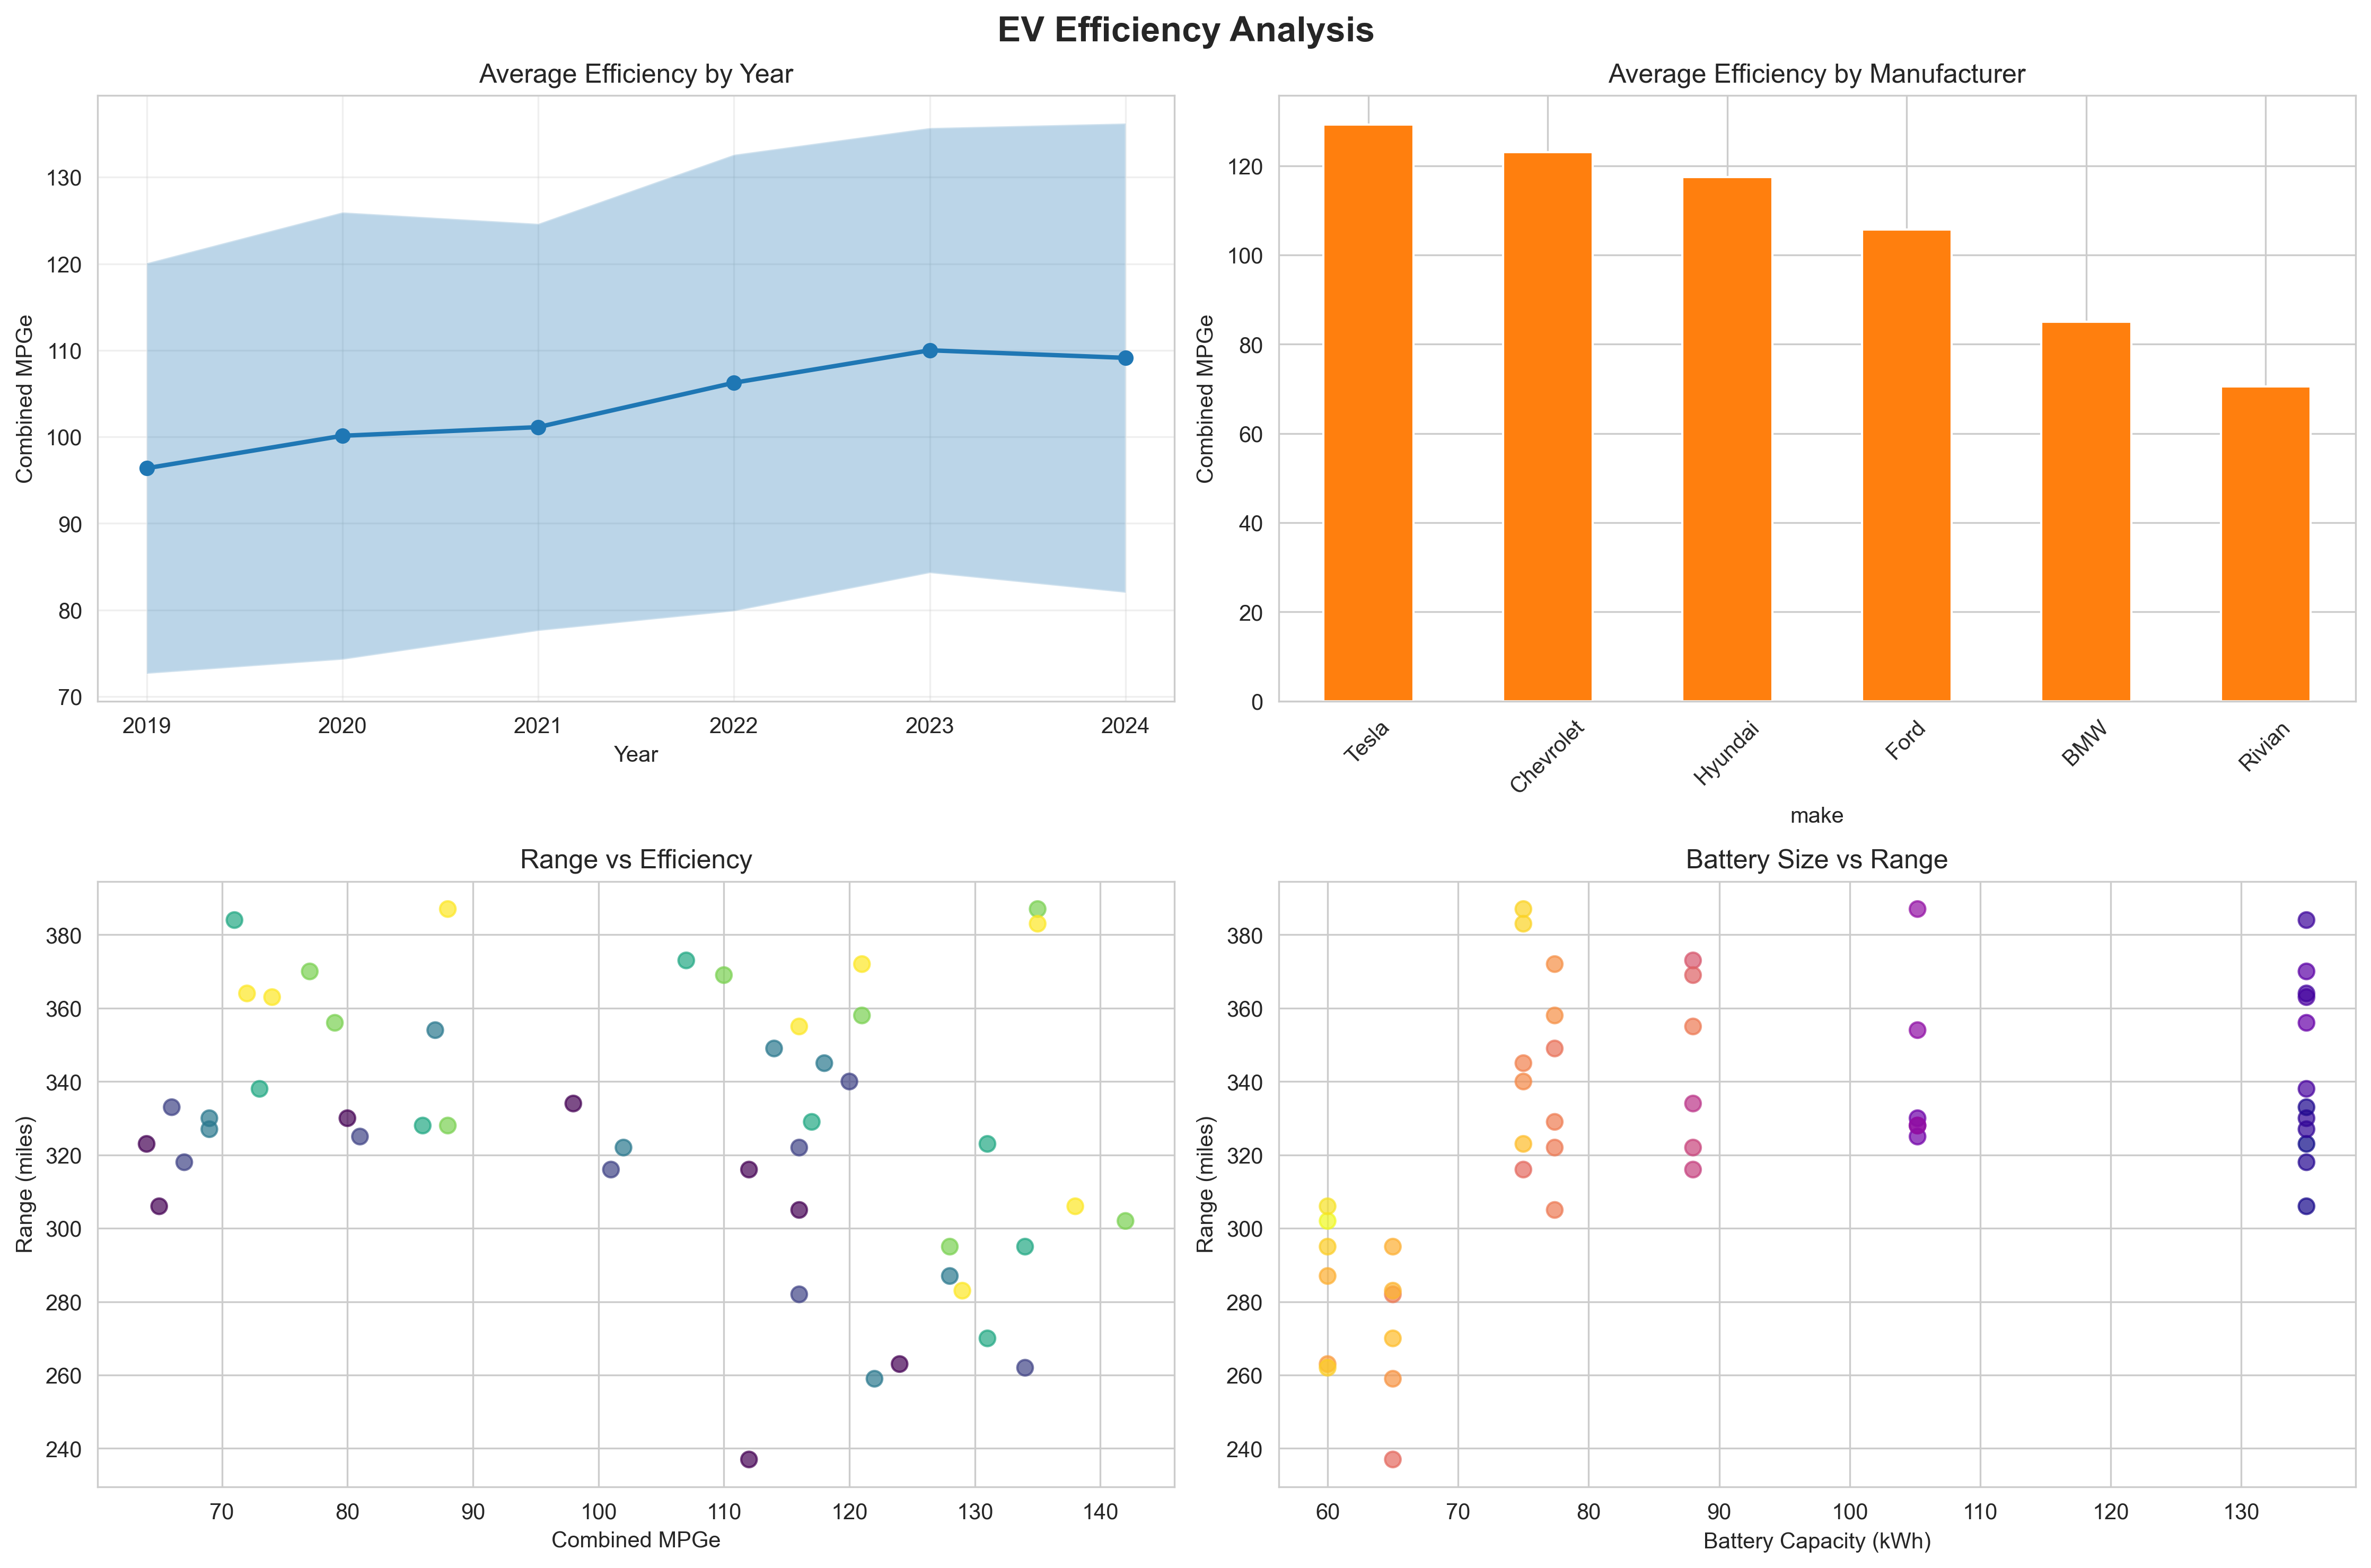 EV Efficiency Analysis
Average Efficiency by Year
Combined MPGe
130
120
110
100
90
80
70
2019 2020 2021 2022 2023 2024
Year
Average Efficiency by Manufacturer
Combined MPGe
120
100
80
60
40
20
0
Tesla Chevrolet Hyundai Ford BMW Rivian
make
Range vs Efficiency
Range (miles)
380
360
340
320
300
280
260
240
70 80 90 100 110 120 130 140
Combined MPGe
Battery Size vs Range
Range (miles)
380
360
340
320
300
280
260
240
60 70 80 90 100 110 120 130
Battery Capacity (kWh)